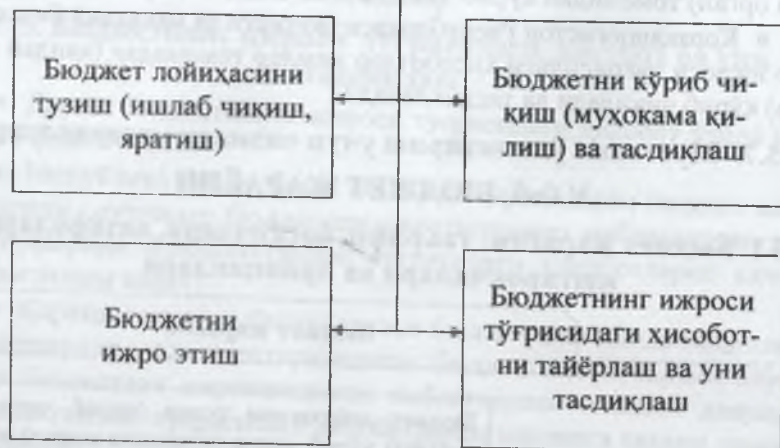 Бюджет лойиҳасини
тузиш (ишлаб чиқиш,
яратиш)
Бюджетни кўриб чи-
қиш (муҳокама қи-
лиш) ва тасдиқлаш
Бюджетни
ижро этиш
Бюджетнинг ижроси
тўғрисидаги ҳисобот-
ни тайёрлаш ва уни
тасдиқлаш